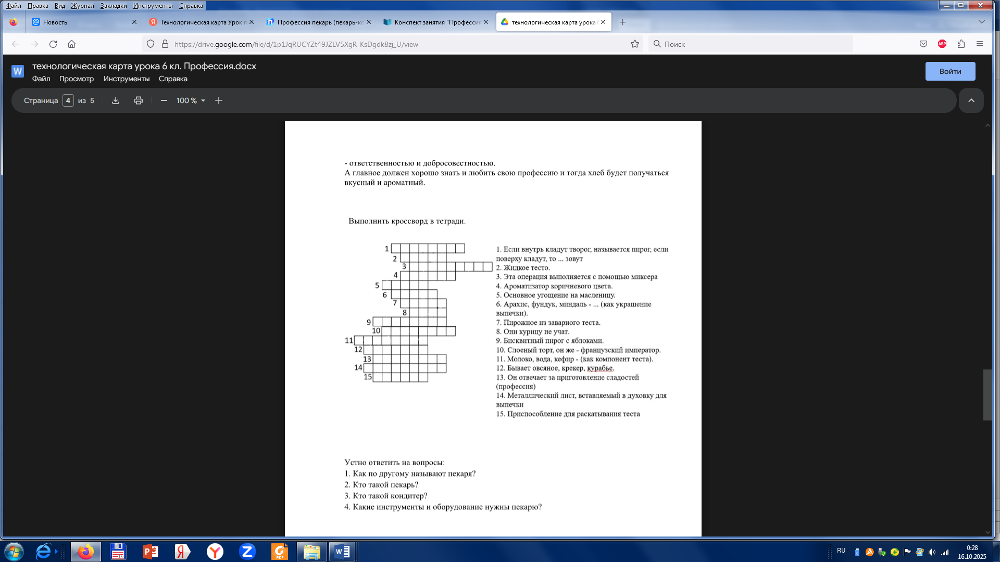 Файл Правка Вид Журнал Закладки Инструменты Справка
Новость
Технологическая карта Урок п
Профессия пекарь (пекарь-ко
Конспект занятия "Профессия
технологическая карта урока 6
https://drive.google.com/file/d/1p1JqRUCYZt49JZLV5XgR-KsDgdk8zj_U/view
Поиск
ABP
W
технологическая карта урока 6 кл. Профессия.docx
Файл Просмотр Инструменты Справка
Войти
Страница 4 из 5
100 %
- ответственностью и добросовестностью.
А главное должен хорошо знать и любить свою профессию и тогда хлеб будет получаться
вкусный и ароматный.
Выполнить кроссворд в тетради.
1
2
3
4
5
6
7
8
9
10
11
12
13
14
15
1. Если внутрь кладут творог, называется пирог, если
поверху кладут, то ... зовут
2. Жидкое тесто.
3. Эта операция выполняется с помощью миксера
4. Ароматизатор коричневого цвета.
5. Основное угощение на масленицу.
6. Арахис, фундук, миндаль - ... (как украшение
выпечки).
7. Пирожное из заварного теста.
8. Они курицу не учат.
9. Бисквитный пирог с яблоками.
10. Слоеный торт, он же - французский император.
11. Молоко, вода, кефир - (как компонент теста).
12. Бывает овсяное, крекер, курабье.
13. Он отвечает за приготовление сладостей
(профессия)
14. Металлический лист, вставляемый в духовку для
выпечки
15. Приспособление для раскатывания теста
Устно ответить на вопросы:
1. Как по другому называют пекаря?
2. Кто такой пекарь?
3. Кто такой кондитер?
4. Какие инструменты и оборудование нужны пекарю?
RU
0:28
16.10.2025